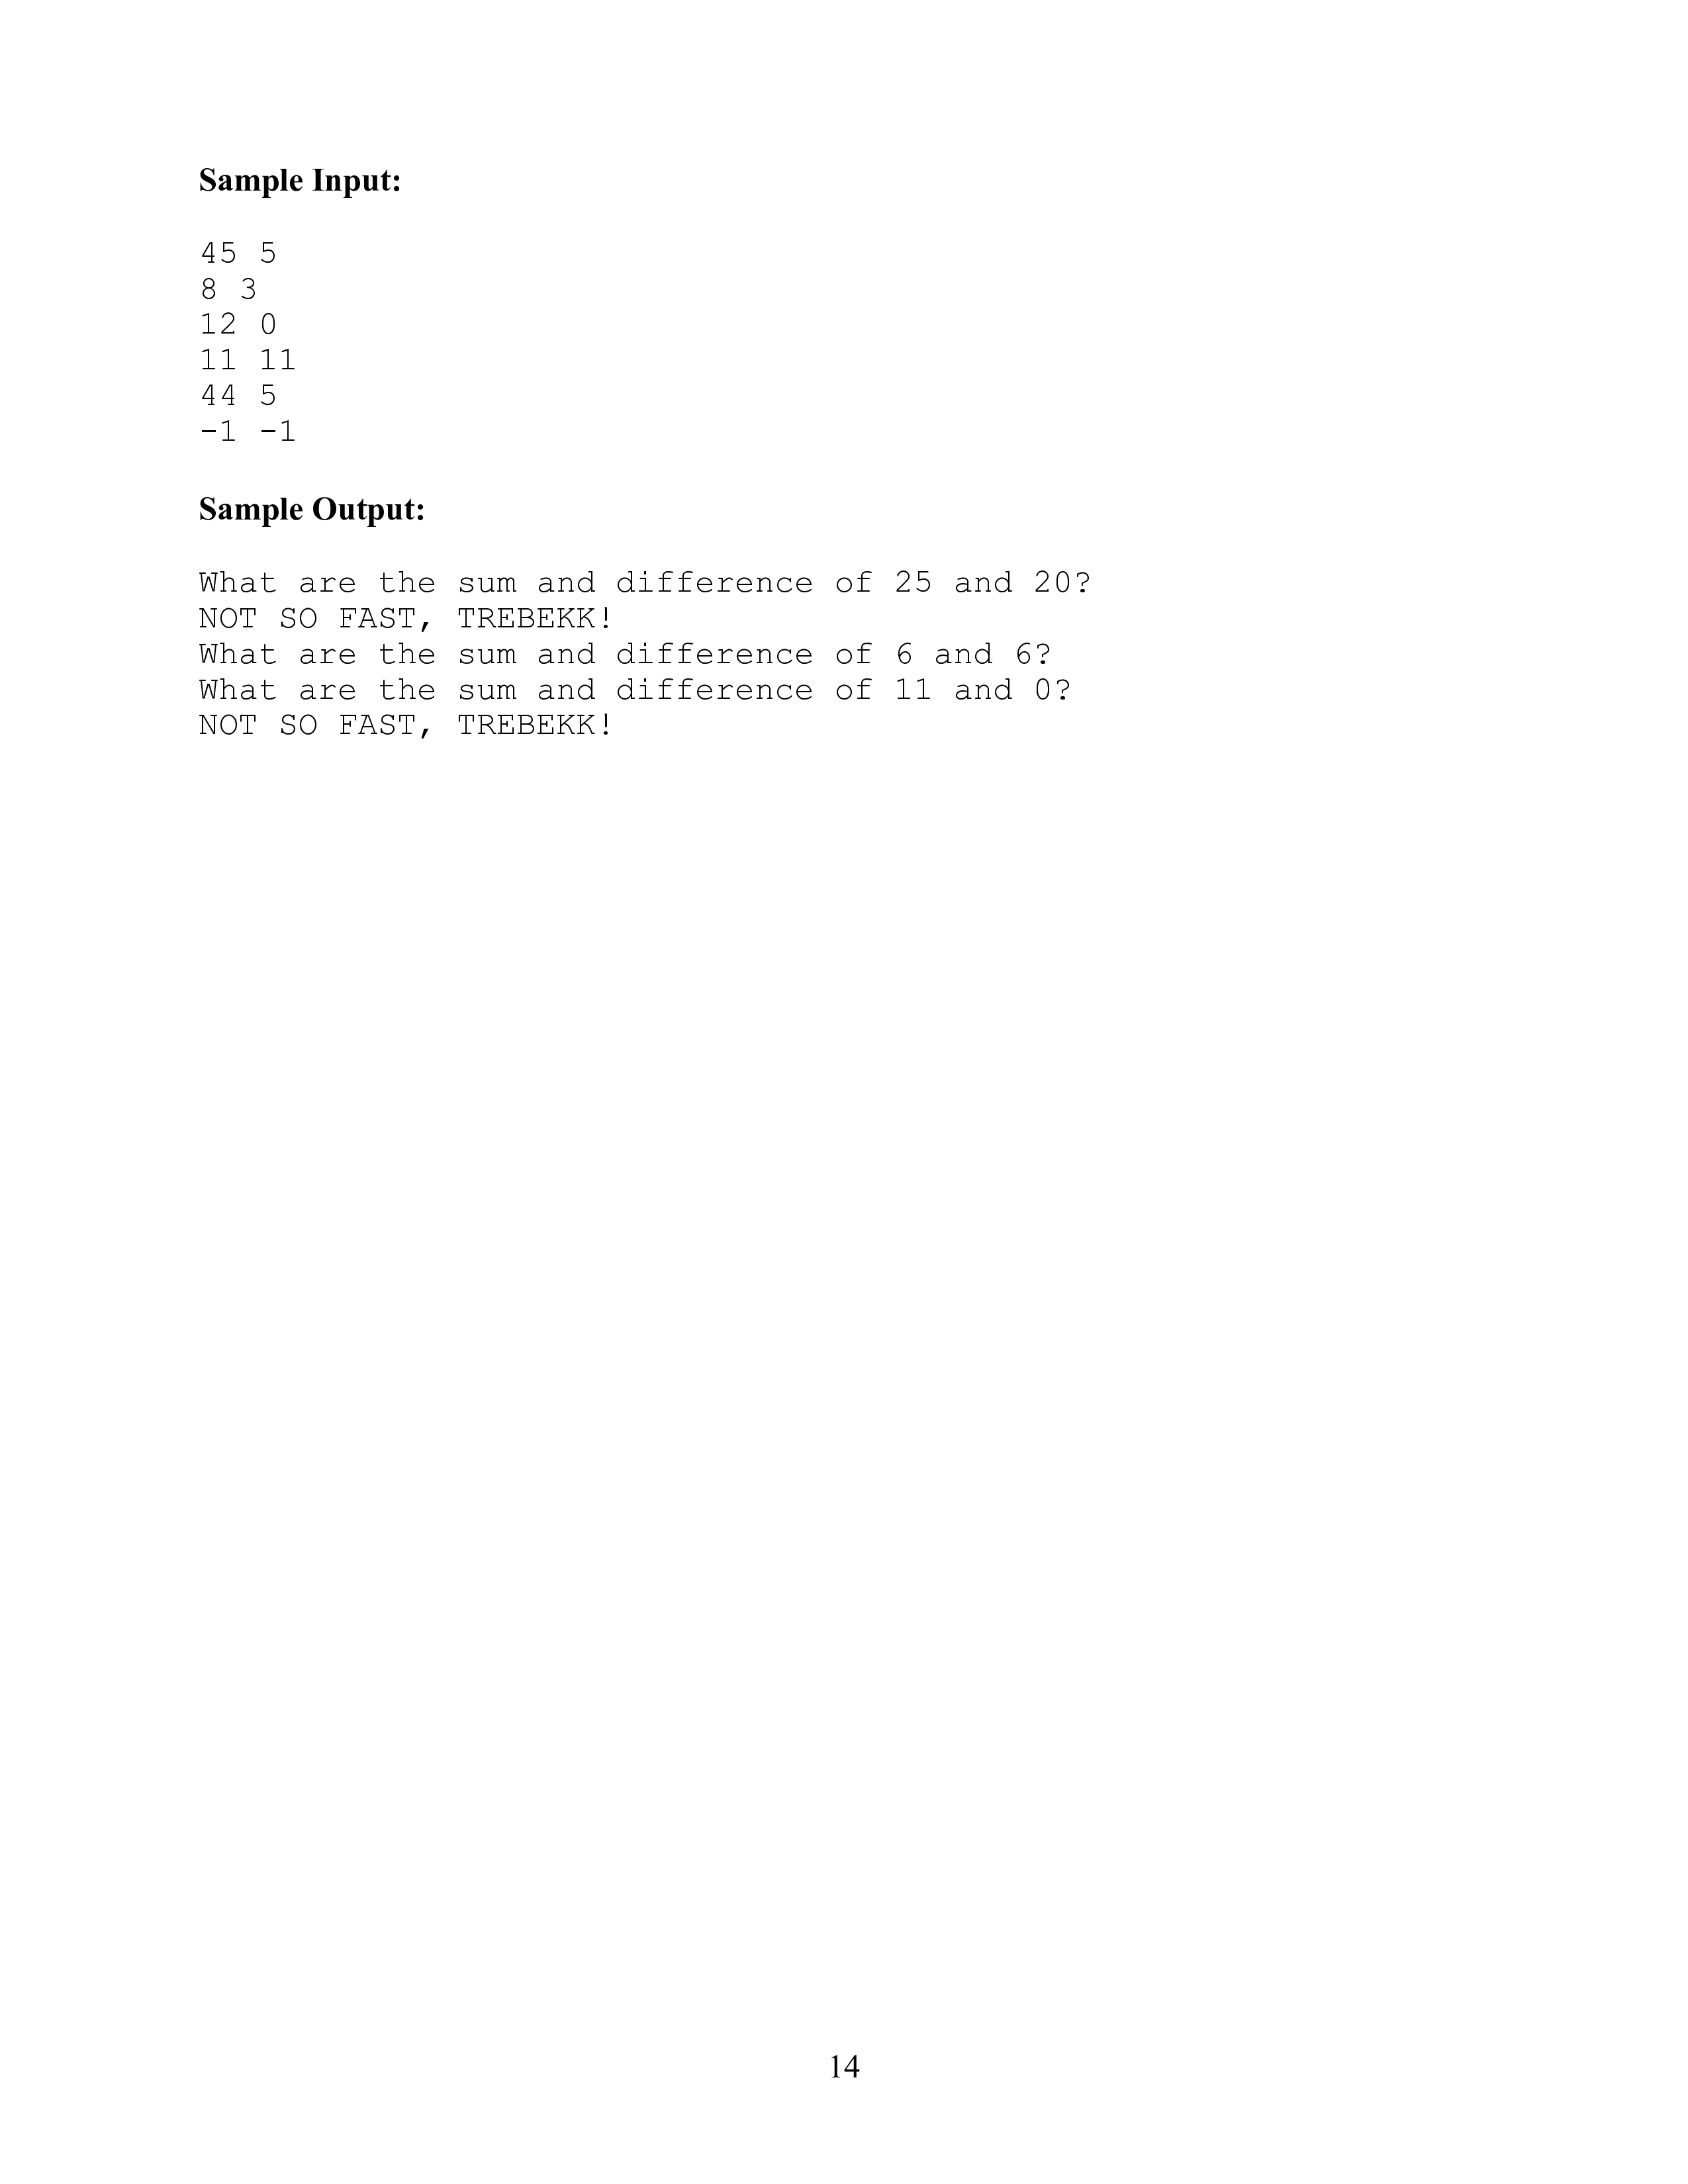 Sample Input:
45 5
8 3
12 0
11 11
44 5
-1 -1
Sample Output:
What are the sum and difference of 25 and 20?
NOT SO FAST, TREBEKK!
What are the sum and difference of 6 and 6?
What are the sum and difference of 11 and 0?
NOT SO FAST, TREBEKK!
14